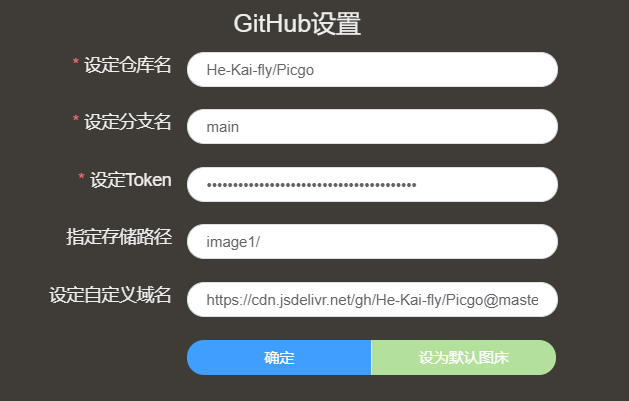 GitHub设置
* 设定仓库名 He-Kai-fly/Picgo
* 设定分支名 main
* 设定Token ••••••••••••••••••••••••••••••••••••••••
指定存储路径 image1/
设定自定义域名 https://cdn.jsdelivr.net/gh/He-Kai-fly/Picgo@maste
确定 设为默认图床